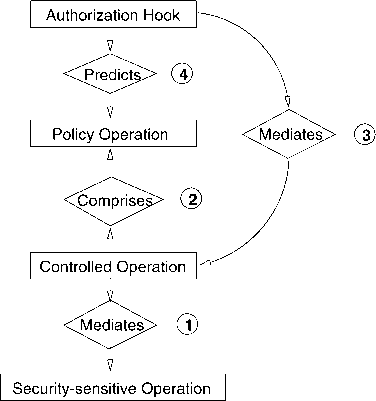 Authorization Hook
Predicts
4
Policy Operation
Mediates
3
Comprises
2
Controlled Operation
Mediates
1
Security-sensitive Operation